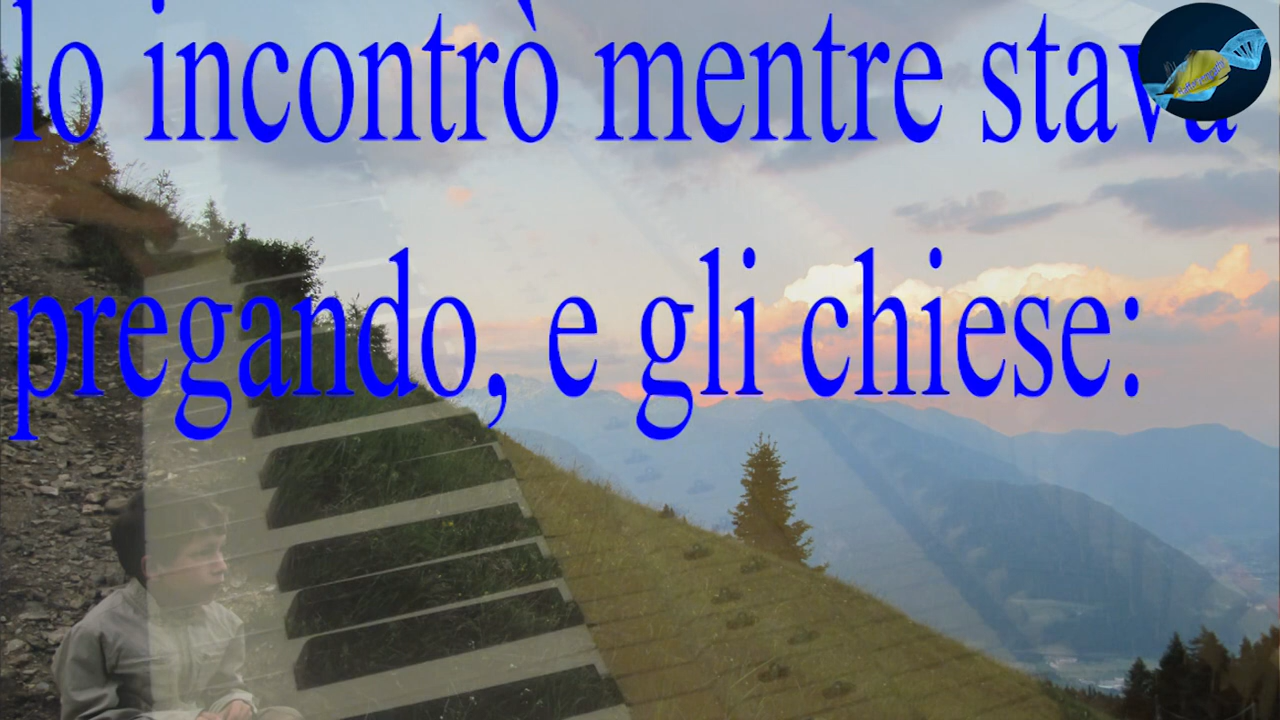 lo incontrò mentre stava
pregando, e gli chiese: